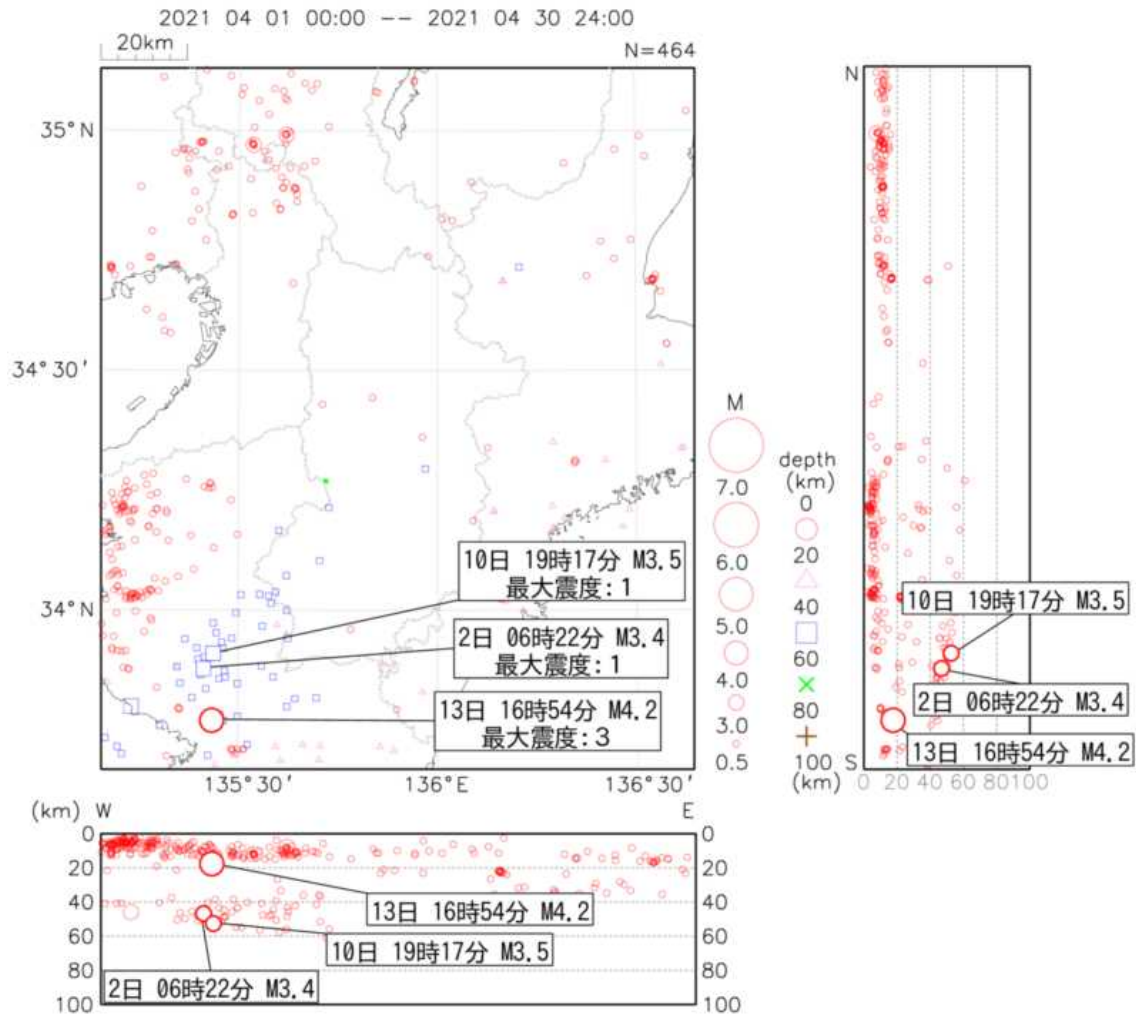 2021 04 01 00:00 -- 2021 04 30 24:00
20km
N=464
35°N
34°30'
34°N
135°30'
136°E
136°30'
10日 19時17分 M3.5
最大震度:1
2日 06時22分 M3.4
最大震度:1
13日 16時54分 M4.2
最大震度:3
M
7.0
6.0
5.0
4.0
3.0
0.5
depth
(km)
0
20
40
60
80
100
(km)
N
S
10日 19時17分 M3.5
2日 06時22分 M3.4
13日 16時54分 M4.2
0 20 40 60 80 100
(km) W
E
0
20
40
60
80
100
0
20
40
60
80
100
13日 16時54分 M4.2
10日 19時17分 M3.5
2日 06時22分 M3.4